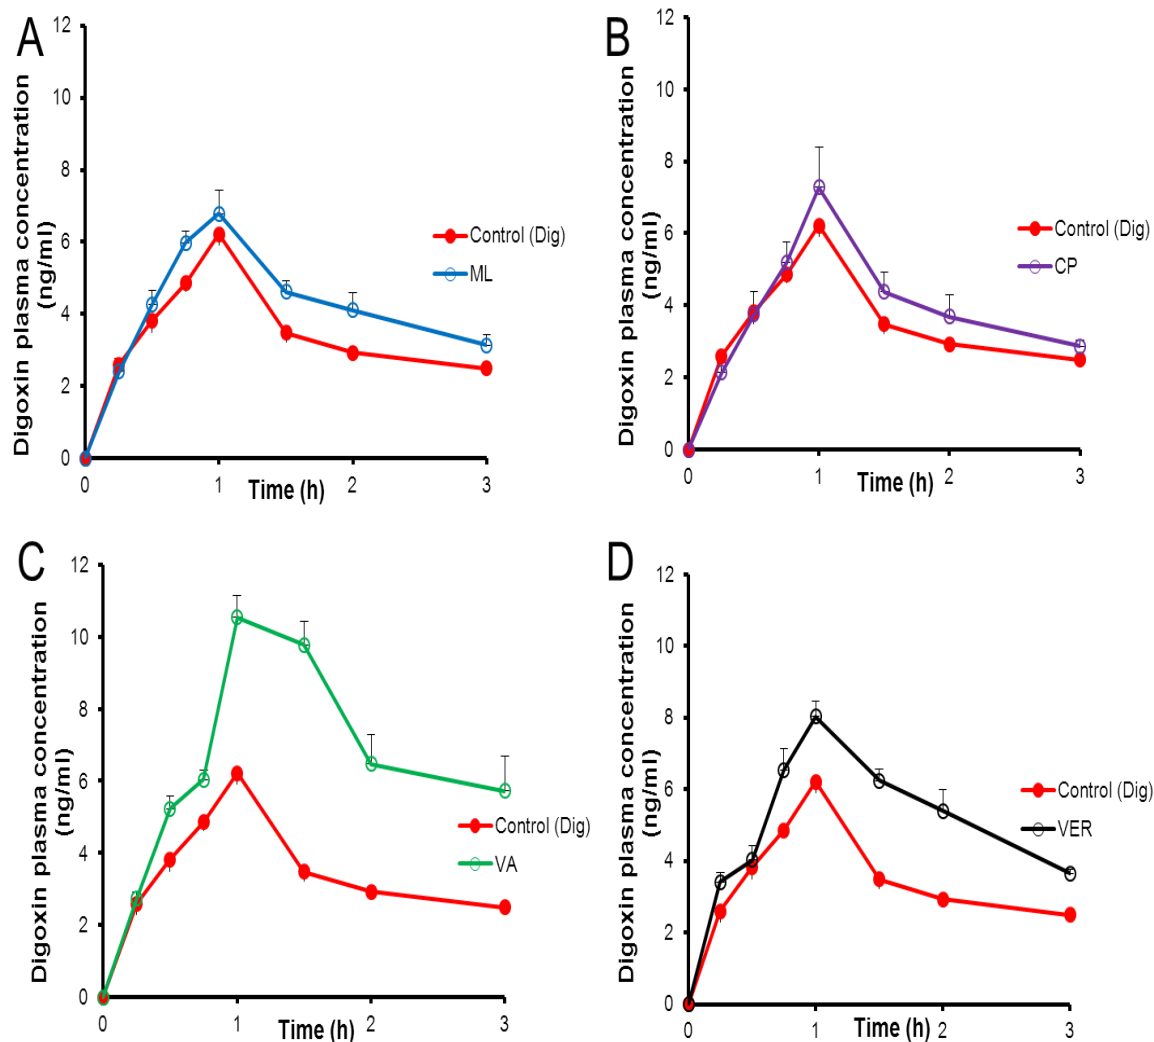 A
Digoxin plasma concentration
(ng/ml)
12
10
8
6
4
2
0
0
1
2
3
Time (h)
Control (Dig)
ML
B
Digoxin plasma concentration
(ng/ml)
12
10
8
6
4
2
0
0
1
2
3
Time (h)
Control (Dig)
CP
C
Digoxin plasma concentration
(ng/ml)
12
10
8
6
4
2
0
0
1
2
3
Time (h)
Control (Dig)
VA
D
Digoxin plasma concentration
(ng/ml)
12
10
8
6
4
2
0
0
1
2
3
Time (h)
Control (Dig)
VER